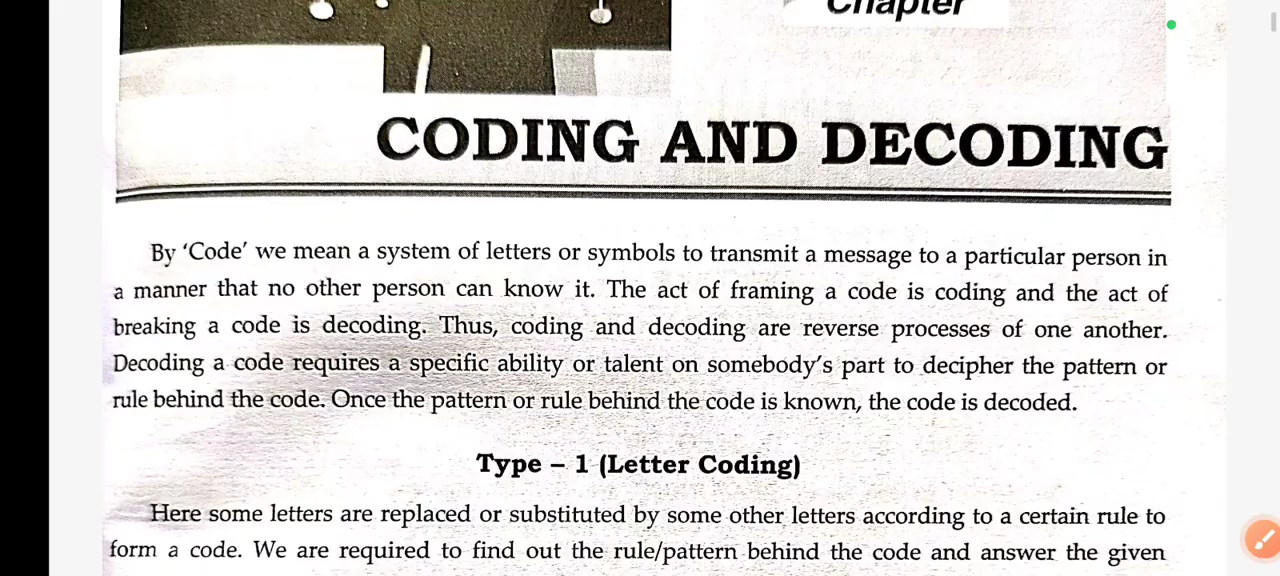 Chapter
CODING AND DECODING
By 'Code' we mean a system of letters or symbols to transmit a message to a particular person in
a manner that no other person can know it. The act of framing a code is coding and the act of
breaking a code is decoding. Thus, coding and decoding are reverse processes of one another.
Decoding a code requires a specific ability or talent on somebody's part to decipher the pattern or
rule behind the code. Once the pattern or rule behind the code is known, the code is decoded.
Type – 1 (Letter Coding)
Here some letters are replaced or substituted by some other letters according to a certain rule to
form a code. We are required to find out the rule/pattern behind the code and answer the given